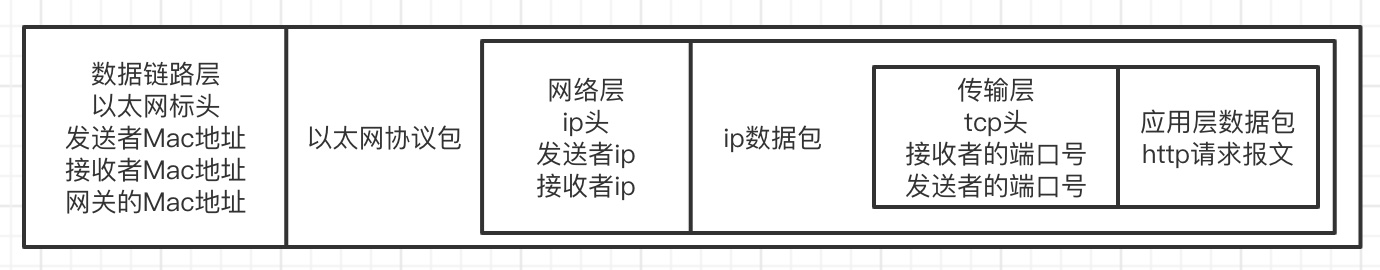 数据链路层
以太网标头
发送者Mac地址
接收者Mac地址
网关的Mac地址
以太网协议包
网络层
ip头
发送者ip
接收者ip
ip数据包
传输层
tcp头
接收者的端口号
发送者的端口号
应用层数据包
http请求报文